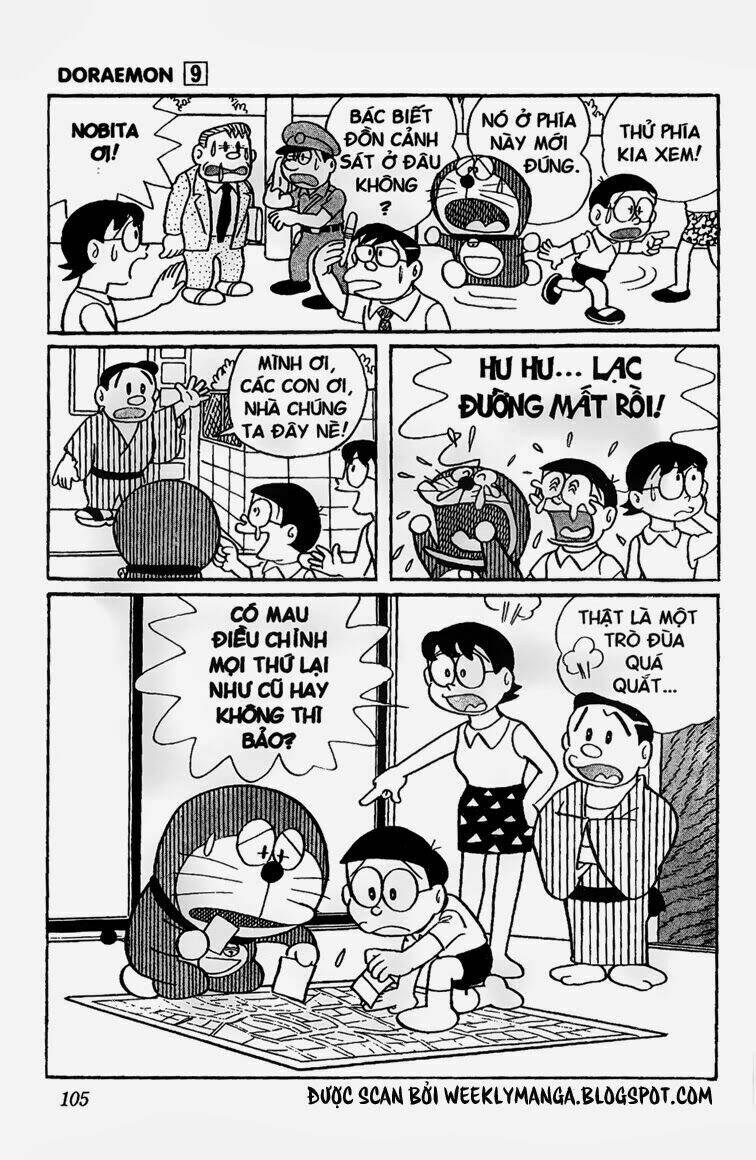 DORAEMON 9
NOBITA
ƠI!
BÁC BIẾT
ĐỒN CẢNH
SÁT Ở ĐÂU
KHÔNG
?
NÓ Ở PHÍA
NÀY MỚI
ĐÚNG.
THỬ PHÍA
KIA XEM!
MÌNH ƠI,
CÁC CON ƠI,
NHÀ CHÚNG
TA ĐÂY NÈ!
HU HU... LẠC
ĐƯỜNG MẤT RỒI!
CÓ MAU
ĐIỀU CHỈNH
MỌI THỨ LẠI
NHƯ CŨ HAY
KHÔNG THÌ
BẢO?
THẬT LÀ MỘT
TRÒ ĐÙA
QUÁ
QUẮT...
105
ĐƯỢC SCAN BỞI WEEKLYMANGA.BLOGSPOT.COM